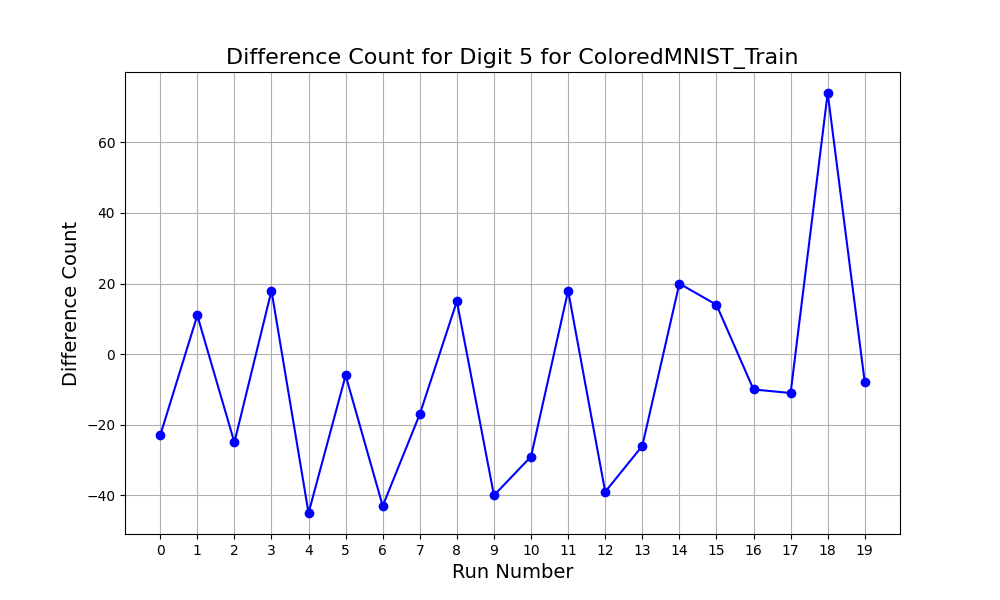 Difference Count for Digit 5 for ColoredMNIST_Train
Difference Count
60
40
20
0
−20
−40
0 1 2 3 4 5 6 7 8 9 10 11 12 13 14 15 16 17 18 19
Run Number